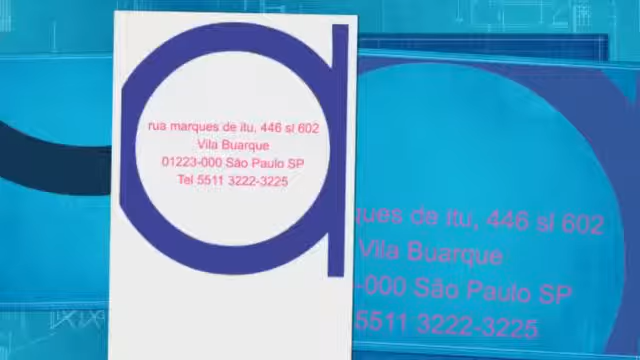 rua marques de itu, 446 sl 602
Vila Buarque
01223-000 São Paulo SP
Tel 5511 3222-3225
ques de itu, 446 sl 602
Vila Buarque
-000 São Paulo SP
5511 3222-3225